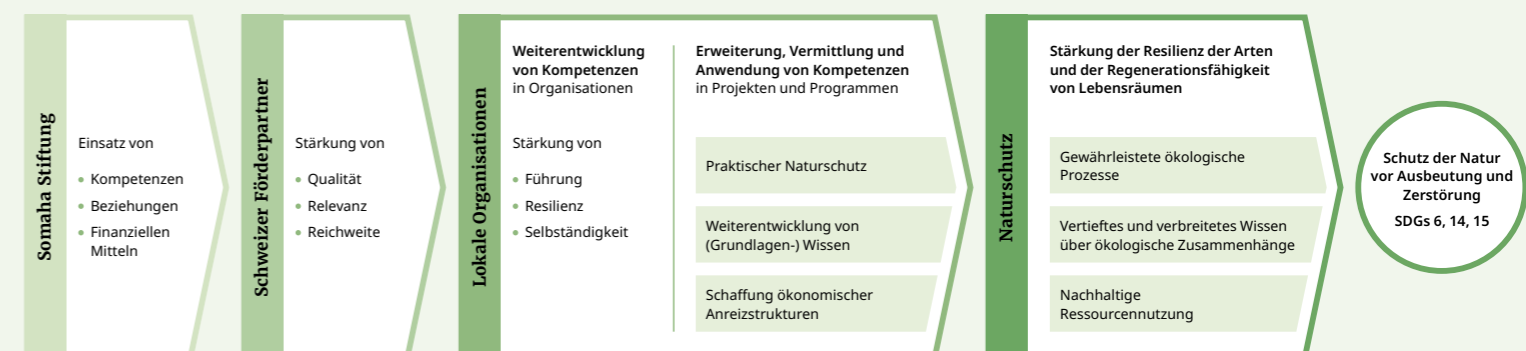 Somaha Stiftung
Einsatz von
Kompetenzen
Beziehungen
Finanziellen
Mitteln
Schweizer Förderpartner
Stärkung von
Qualität
Relevanz
Reichweite
Lokale Organisationen
Weiterentwicklung
von Kompetenzen
in Organisationen
Stärkung von
Führung
Resilienz
Selbständigkeit
Erweiterung, Vermittlung und
Anwendung von Kompetenzen
in Projekten und Programmen
Praktischer Naturschutz
Weiterentwicklung von
(Grundlagen-) Wissen
Schaffung ökonomischer
Anreizstrukturen
Naturschutz
Stärkung der Resilienz der Arten
und der Regenerationsfähigkeit
von Lebensräumen
Gewährleistete ökologische
Prozesse
Vertieftes und verbreitetes Wissen
über ökologische Zusammenhänge
Nachhaltige
Ressourcennutzung
Schutz der Natur
vor Ausbeutung und
Zerstörung
SDGs 6, 14, 15